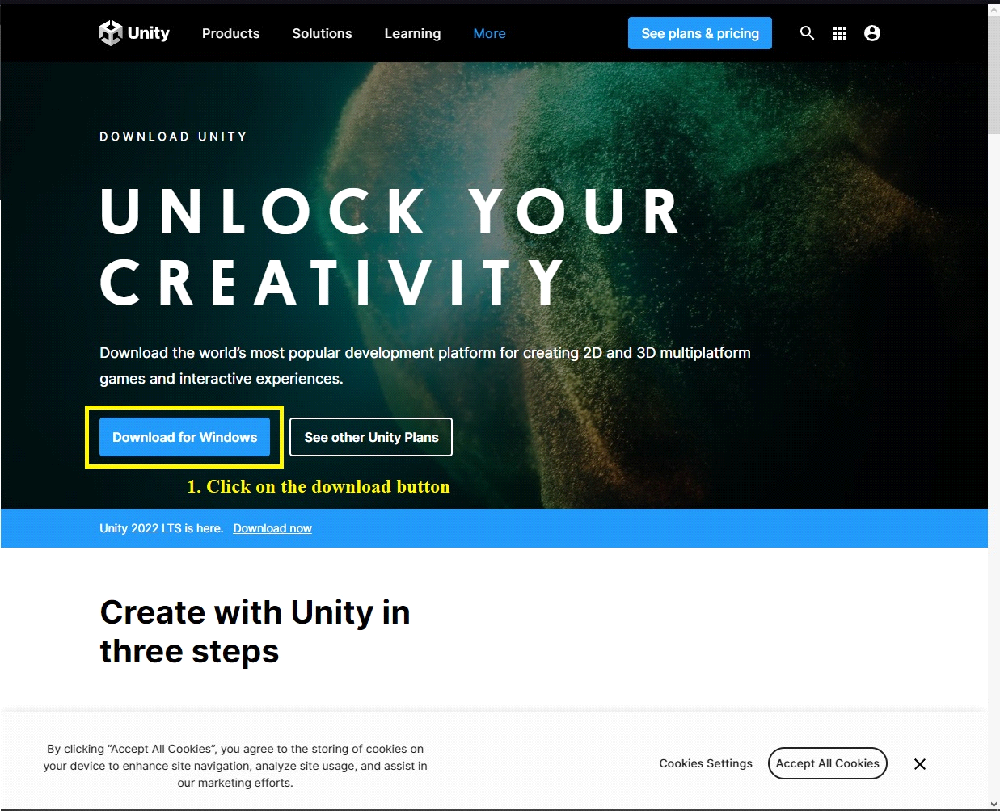 Unity Products Solutions Learning More See plans & pricing
DOWNLOAD UNITY
UNLOCK YOUR
CREATIVITY
Download the world's most popular development platform for creating 2D and 3D multiplatform
games and interactive experiences.
Download for Windows See other Unity Plans
1. Click on the download button
Unity 2022 LTS is here. Download now
Create with Unity in
three steps
By clicking “Accept All Cookies”, you agree to the storing of cookies on
your device to enhance site navigation, analyze site usage, and assist in
our marketing efforts.
Cookies Settings Accept All Cookies